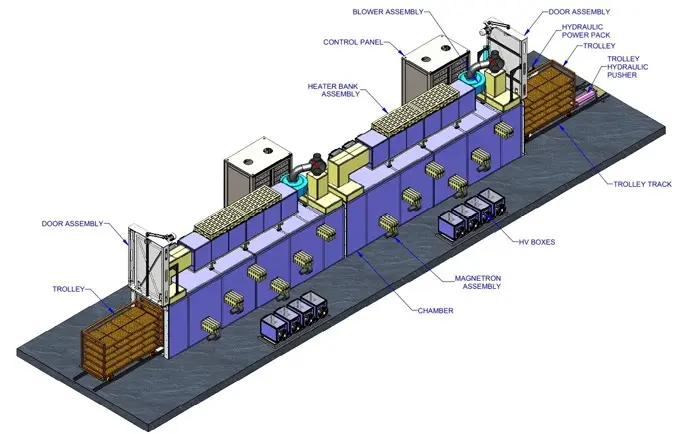 BLOWER ASSEMBLY
DOOR ASSEMBLY
HYDRAULIC
POWER PACK
CONTROL PANEL
TROLLEY
TROLLEY
HYDRAULIC
PUSHER
HEATER BANK
ASSEMBLY
TROLLEY TRACK
DOOR ASSEMBLY
HV BOXES
MAGNETRON
ASSEMBLY
TROLLEY
CHAMBER